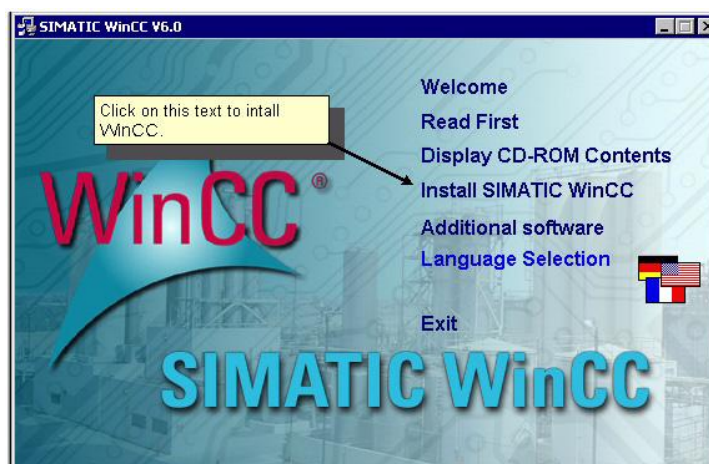 SIMATIC WinCC V6.0
Welcome
Click on this text to intall
WinCC.
Read First
Display CD-ROM Contents
Install SIMATIC WinCC
WinCC®
Additional software
Language Selection
Exit
SIMATIC WinCC